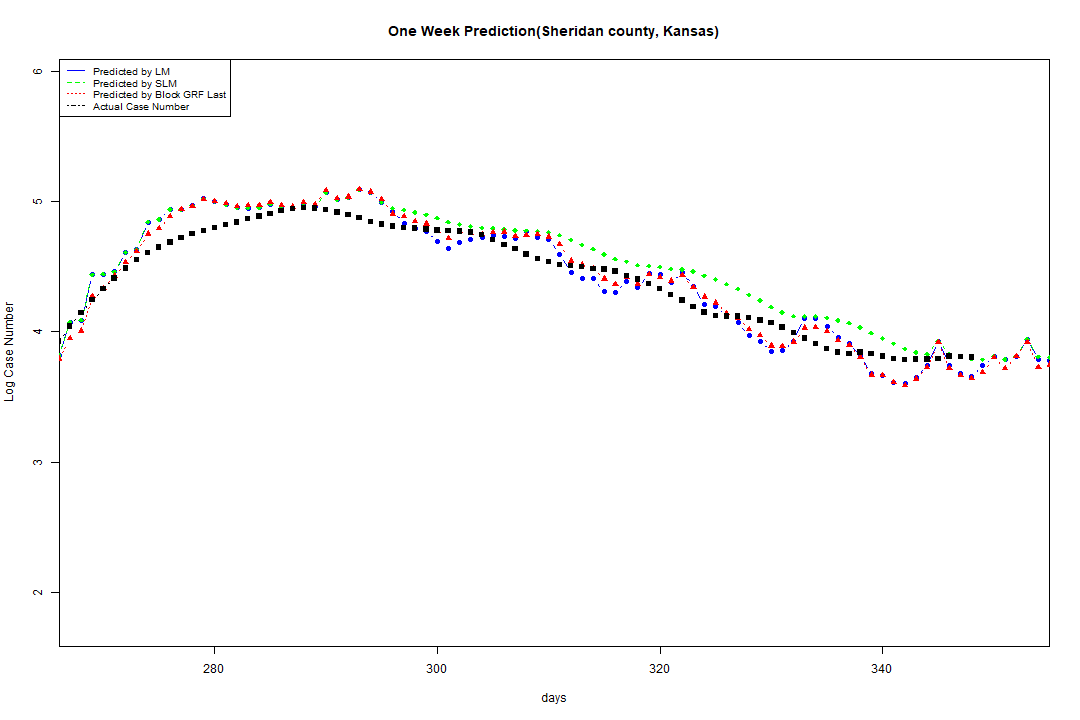 One Week Prediction(Sheridan county, Kansas)
Predicted by LM
Predicted by SLM
Predicted by Block GRF Last
Actual Case Number
6
5
4
3
2
Log Case Number
280
300
320
340
days